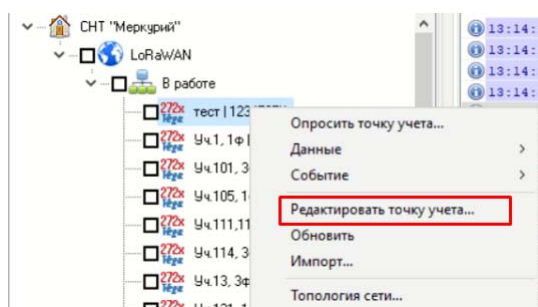 СНТ "Меркурий"
LoRaWAN
В работе
тест | 123
Уч.1, 1ф |
Уч.101, 3
Уч.105, 1
Уч.111,11
Уч.114, 3
Уч.13, 3ф
272x
272x
272x
272x
272x
272x
272x
Опросить точку учета...
Данные
Событие
Редактировать точку учета...
Обновить
Импорт...
Топология сети...
13:14:
13:14:
13:14:
13:14: